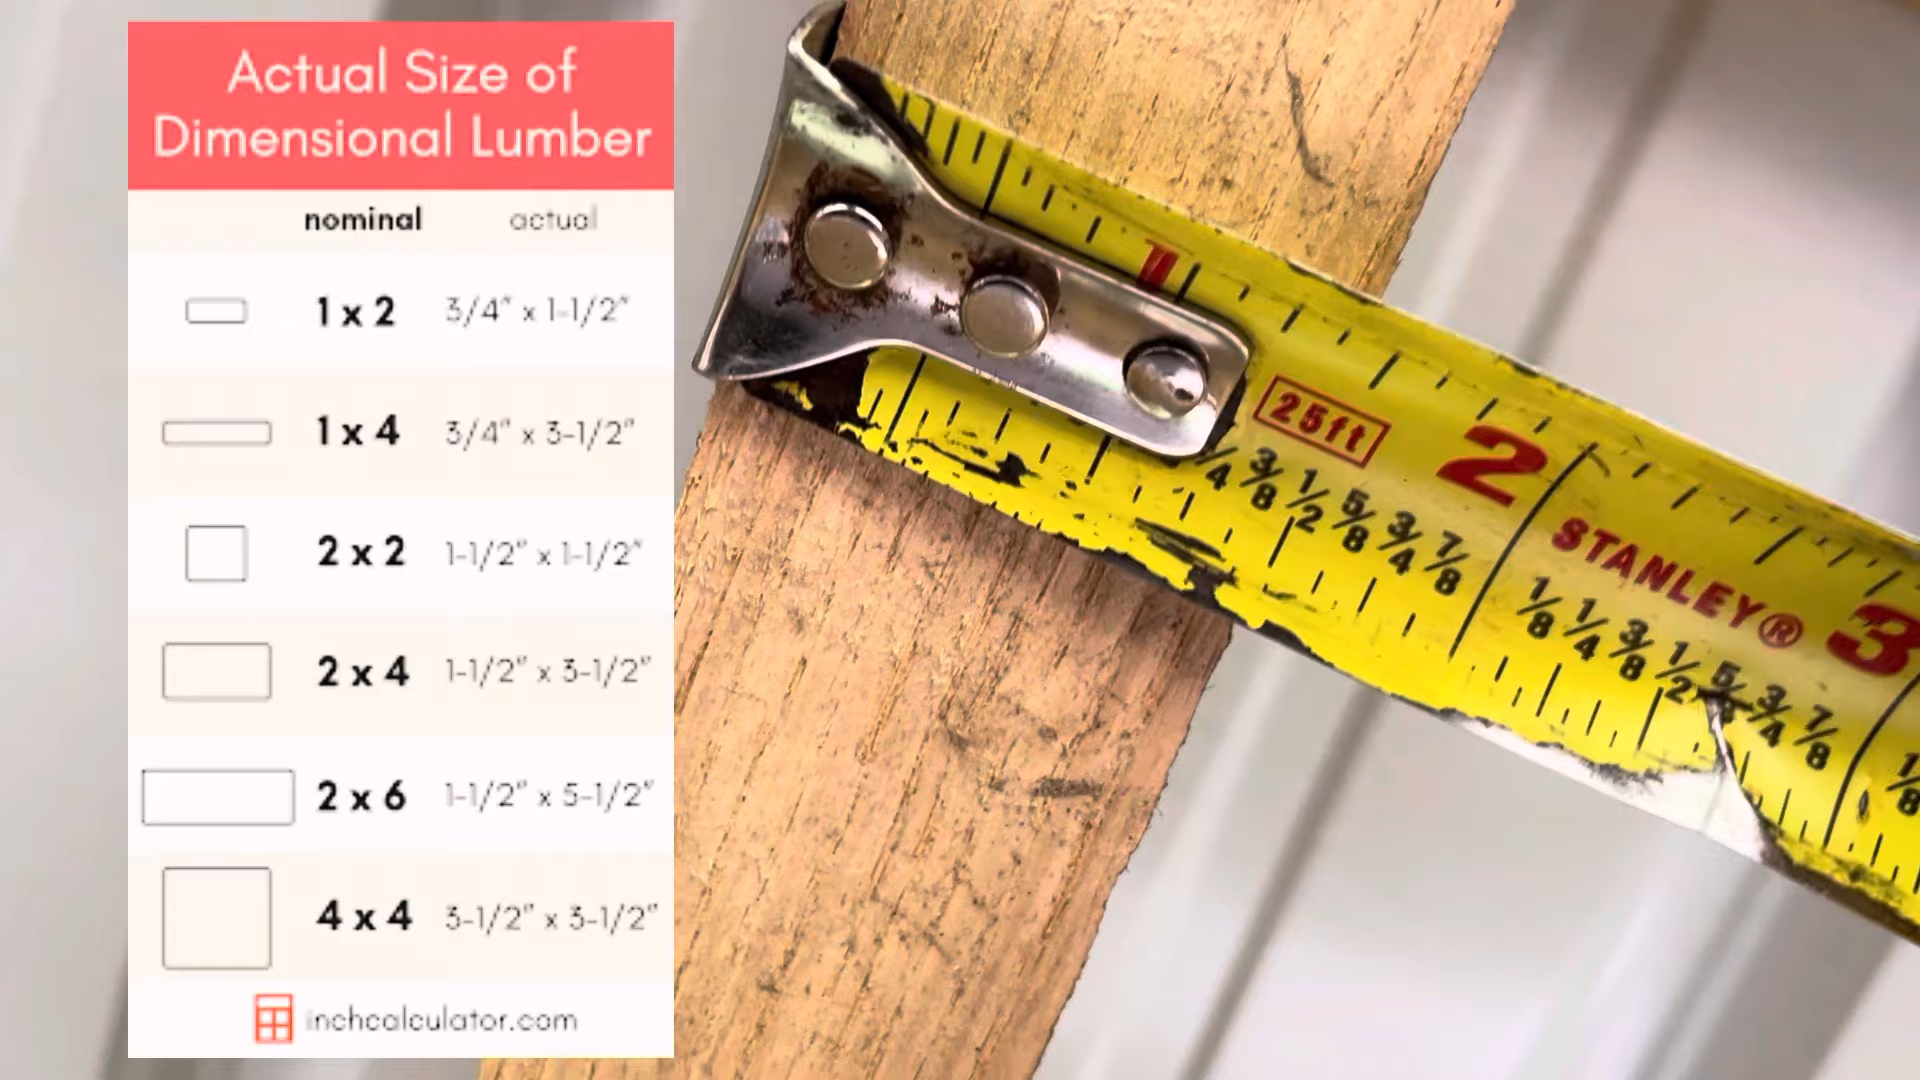 Actual Size of
Dimensional Lumber
nominal actual
1 x 2 3/4" x 1-1/2"
1 x 4 3/4" x 3-1/2"
2 x 2 1-1/2" x 1-1/2"
2 x 4 1-1/2" x 3-1/2"
2 x 6 1-1/2" x 5-1/2"
4 x 4 3-1/2" x 3-1/2"
inchcalculator.com
1
25ft
2
3/8 1/2 5/8 3/4 7/8
STANLEY®
3
1/8 1/4 3/8 1/2 5/8 3/4 7/8
1/8